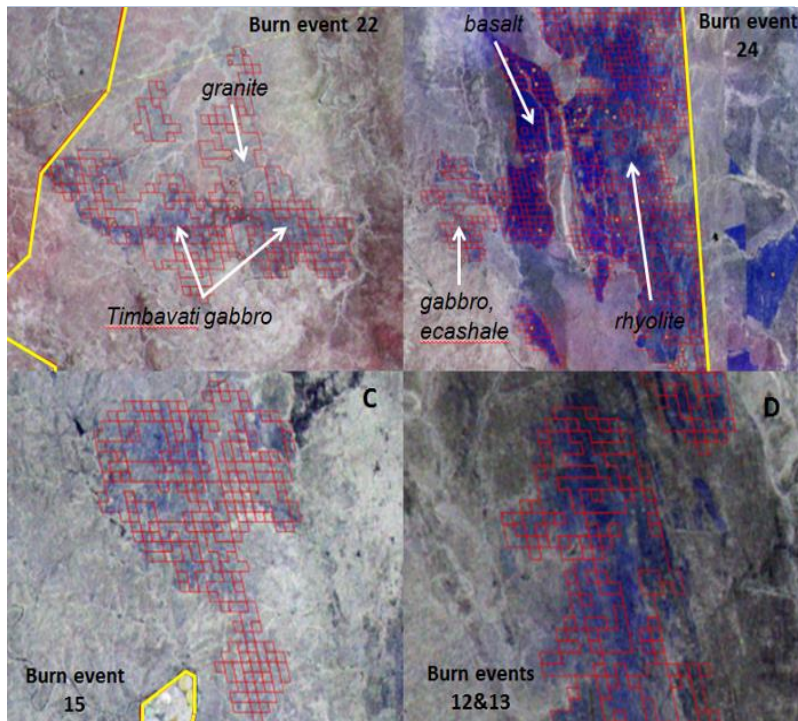 Burn event 22
granite
Timbavati gabbro
basalt
Burn event
24
gabbro,
ecashale
rhyolite
C
Burn event
15
D
Burn events
12&13